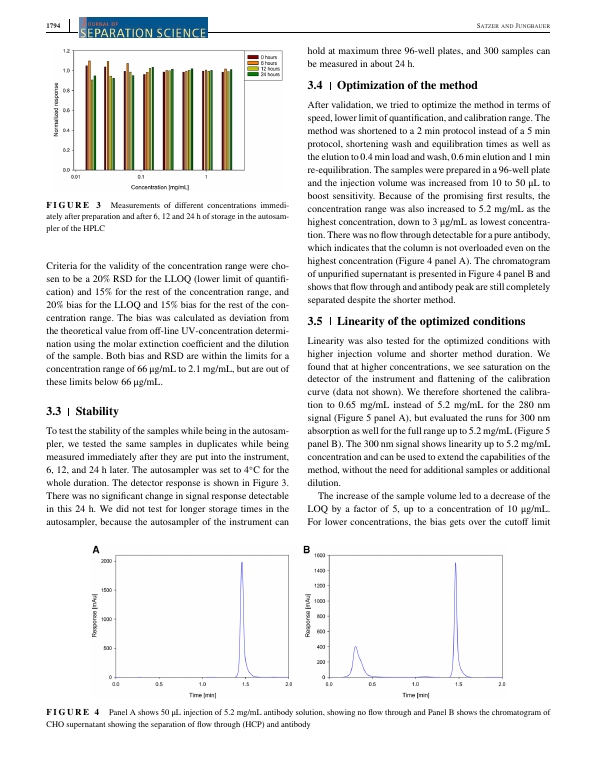 1794
JOURNAL OF
SEPARATION SCIENCE
SATZER AND JUNGBAUER
1.2
1.0
0.8
0.6
0.4
0.2
0.0
Normalized response
0 hours
6 hours
12 hours
24 hours
0.01
0.1
1
Concentration [mg/mL]
FIGURE 3 Measurements of different concentrations immedi-
ately after preparation and after 6, 12 and 24 h of storage in the autosam-
pler of the HPLC
Criteria for the validity of the concentration range were cho-
sen to be a 20% RSD for the LLOQ (lower limit of quantifi-
cation) and 15% for the rest of the concentration range, and
20% bias for the LLOQ and 15% bias for the rest of the con-
centration range. The bias was calculated as deviation from
the theoretical value from off-line UV-concentration determi-
nation using the molar extinction coefficient and the dilution
of the sample. Both bias and RSD are within the limits for a
concentration range of 66 μg/mL to 2.1 mg/mL, but are out of
these limits below 66 μg/mL.
3.3 | Stability
To test the stability of the samples while being in the autosam-
pler, we tested the same samples in duplicates while being
measured immediately after they are put into the instrument,
6, 12, and 24 h later. The autosampler was set to 4°C for the
whole duration. The detector response is shown in Figure 3.
There was no significant change in signal response detectable
in this 24 h. We did not test for longer storage times in the
autosampler, because the autosampler of the instrument can
hold at maximum three 96-well plates, and 300 samples can
be measured in about 24 h.
3.4 | Optimization of the method
After validation, we tried to optimize the method in terms of
speed, lower limit of quantification, and calibration range. The
method was shortened to a 2 min protocol instead of a 5 min
protocol, shortening wash and equilibration times as well as
the elution to 0.4 min load and wash, 0.6 min elution and 1 min
re-equilibration. The samples were prepared in a 96-well plate
and the injection volume was increased from 10 to 50 μL to
boost sensitivity. Because of the promising first results, the
concentration range was also increased to 5.2 mg/mL as the
highest concentration, down to 3 μg/mL as lowest concentra-
tion. There was no flow through detectable for a pure antibody,
which indicates that the column is not overloaded even on the
highest concentration (Figure 4 panel A). The chromatogram
of unpurified supernatant is presented in Figure 4 panel B and
shows that flow through and antibody peak are still completely
separated despite the shorter method.
3.5 | Linearity of the optimized conditions
Linearity was also tested for the optimized conditions with
higher injection volume and shorter method duration. We
found that at higher concentrations, we see saturation on the
detector of the instrument and flattening of the calibration
curve (data not shown). We therefore shortened the calibra-
tion to 0.65 mg/mL instead of 5.2 mg/mL for the 280 nm
signal (Figure 5 panel A), but evaluated the runs for 300 nm
absorption as well for the full range up to 5.2 mg/mL (Figure 5
panel B). The 300 nm signal shows linearity up to 5.2 mg/mL
concentration and can be used to extend the capabilities of the
method, without the need for additional samples or additional
dilution.
The increase of the sample volume led to a decrease of the
LOQ by a factor of 5, up to a concentration of 10 μg/mL.
For lower concentrations, the bias gets over the cutoff limit
A
2000
1500
1000
500
0
Response [mAu]
0.0
0.5
1.0
1.5
2.0
Time [min]
B
1600
1400
1200
1000
800
600
400
200
0
Response [mAu]
0.0
0.5
1.0
1.5
2.0
Time [min]
FIGURE 4 Panel A shows 50 μL injection of 5.2 mg/mL antibody solution, showing no flow through and Panel B shows the chromatogram of
CHO supernatant showing the separation of flow through (HCP) and antibody